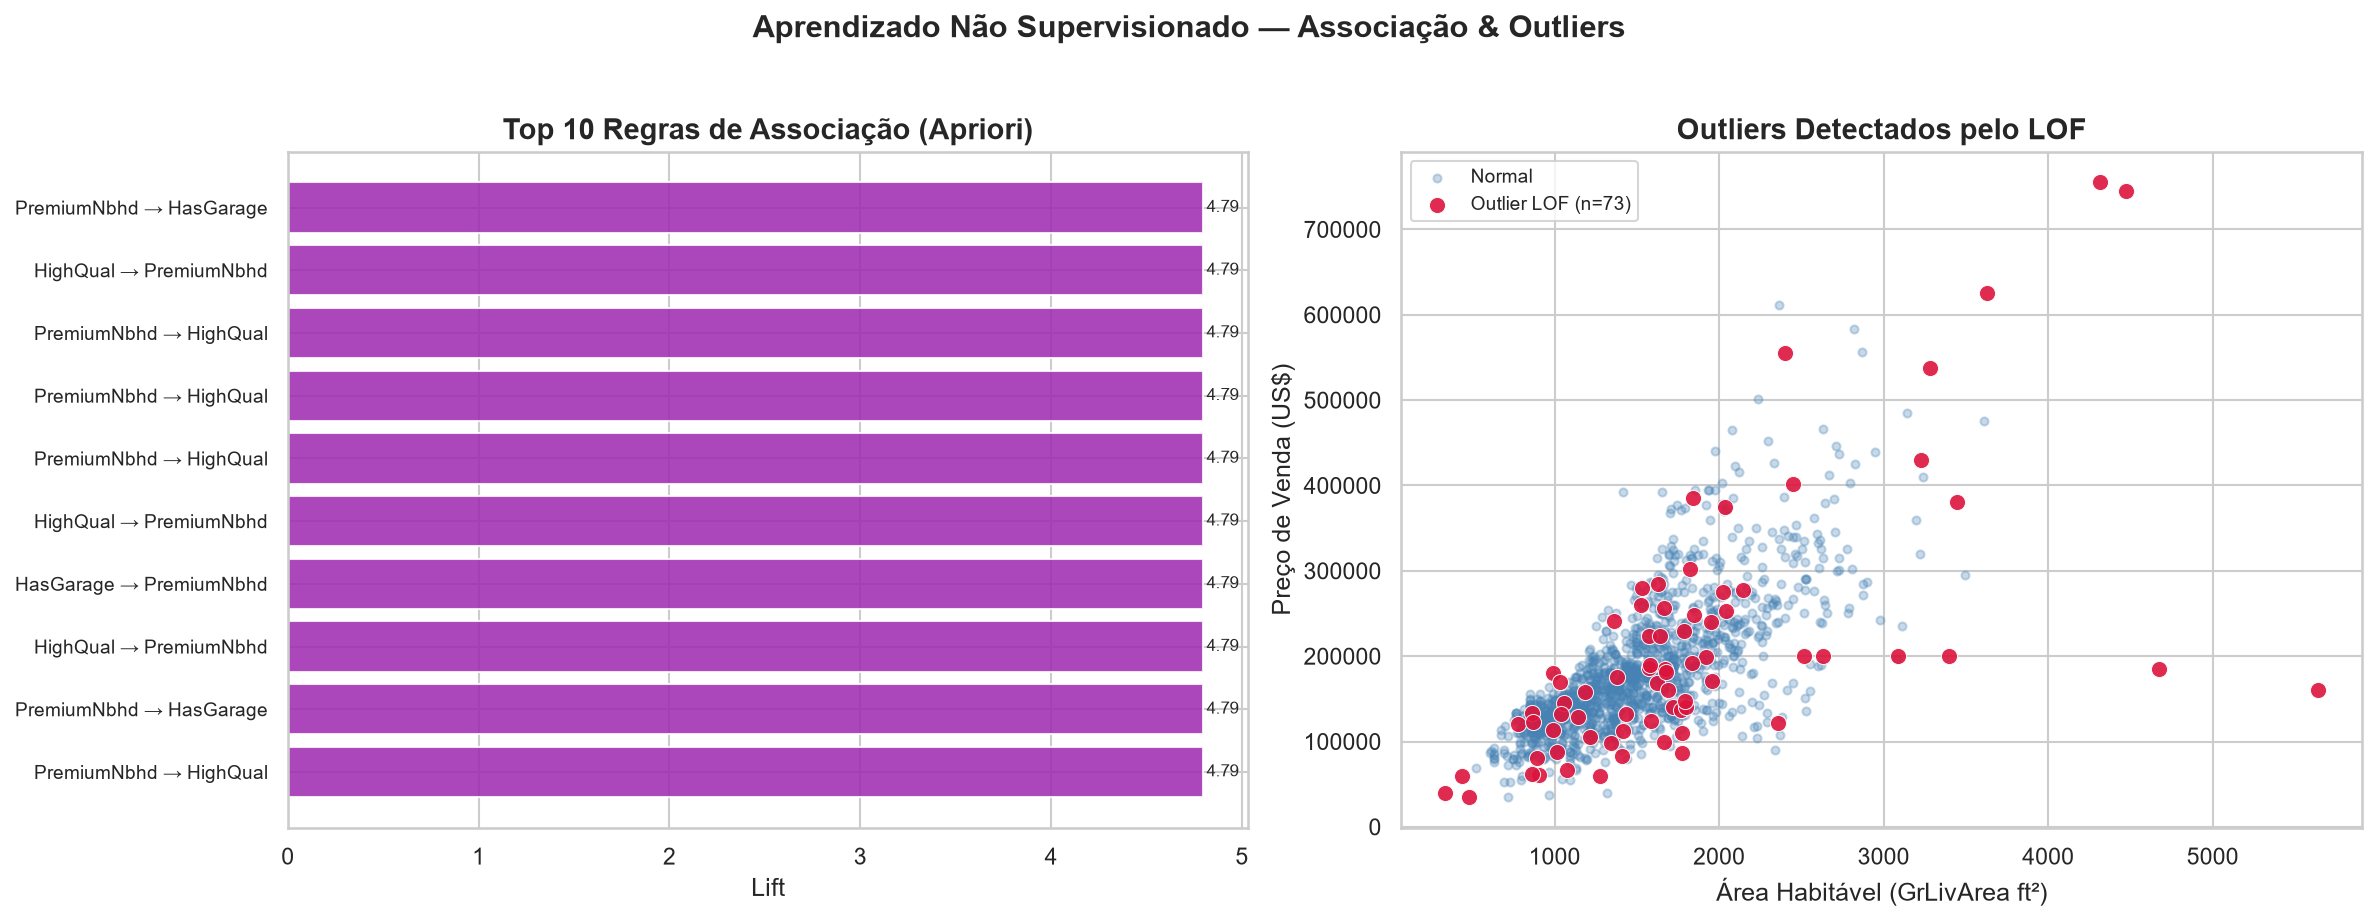 Aprendizado Não Supervisionado — Associação & Outliers
Top 10 Regras de Associação (Apriori)
PremiumNbhd → HasGarage
4.79
HighQual → PremiumNbhd
4.79
PremiumNbhd → HighQual
4.79
PremiumNbhd → HighQual
4.79
PremiumNbhd → HighQual
4.79
HighQual → PremiumNbhd
4.79
HasGarage → PremiumNbhd
4.79
HighQual → PremiumNbhd
4.79
PremiumNbhd → HasGarage
4.79
PremiumNbhd → HighQual
4.79
0 1 2 3 4 5
Lift
Outliers Detectados pelo LOF
Normal
Outlier LOF (n=73)
Preço de Venda (US$)
700000
600000
500000
400000
300000
200000
100000
0
1000 2000 3000 4000 5000
Área Habitável (GrLivArea ft²)